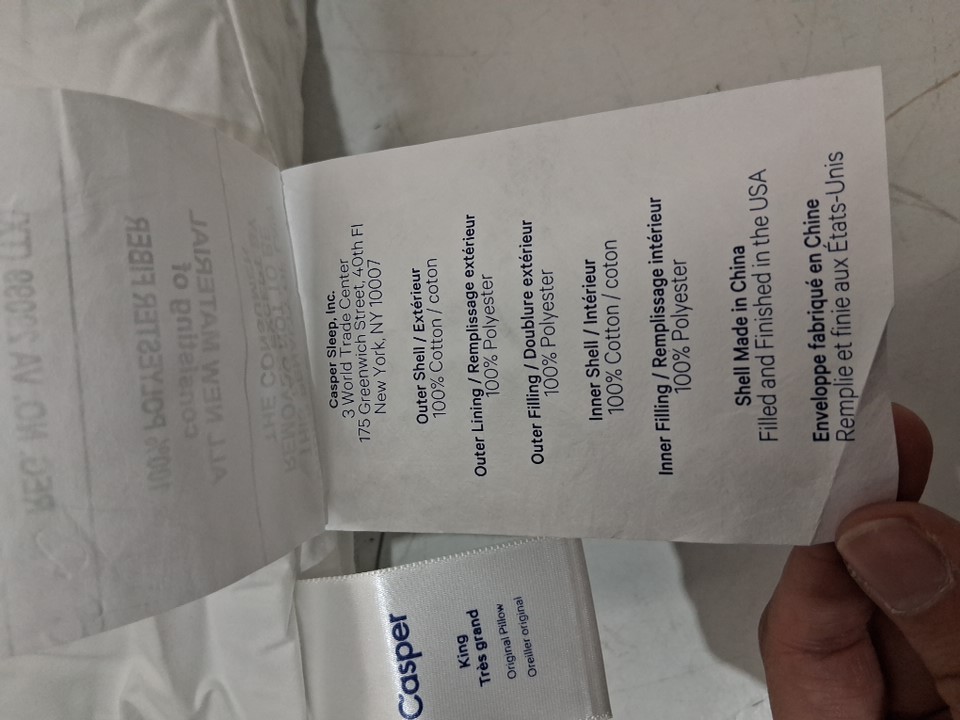 Casper Sleep, Inc.
3 World Trade Center
175 Greenwich Street, 40th Fl
New York, NY 10007
Outer Shell / Extérieur
100% Cotton / coton
Outer Lining / Remplissage extérieur
100% Polyester
Outer Filling / Doublure extérieur
100% Polyester
Inner Shell / Intérieur
100% Cotton / coton
Inner Filling / Remplissage intérieur
100% Polyester
Shell Made in China
Filled and Finished in the USA
Enveloppe fabriqué en Chine
Remplie et finie aux États-Unis
Casper
King
Très grand
Original Pillow
Oreiller original
ALL NEW MATERIAL
consisting of
100% POLYESTER FIBER
REG. NO. VA